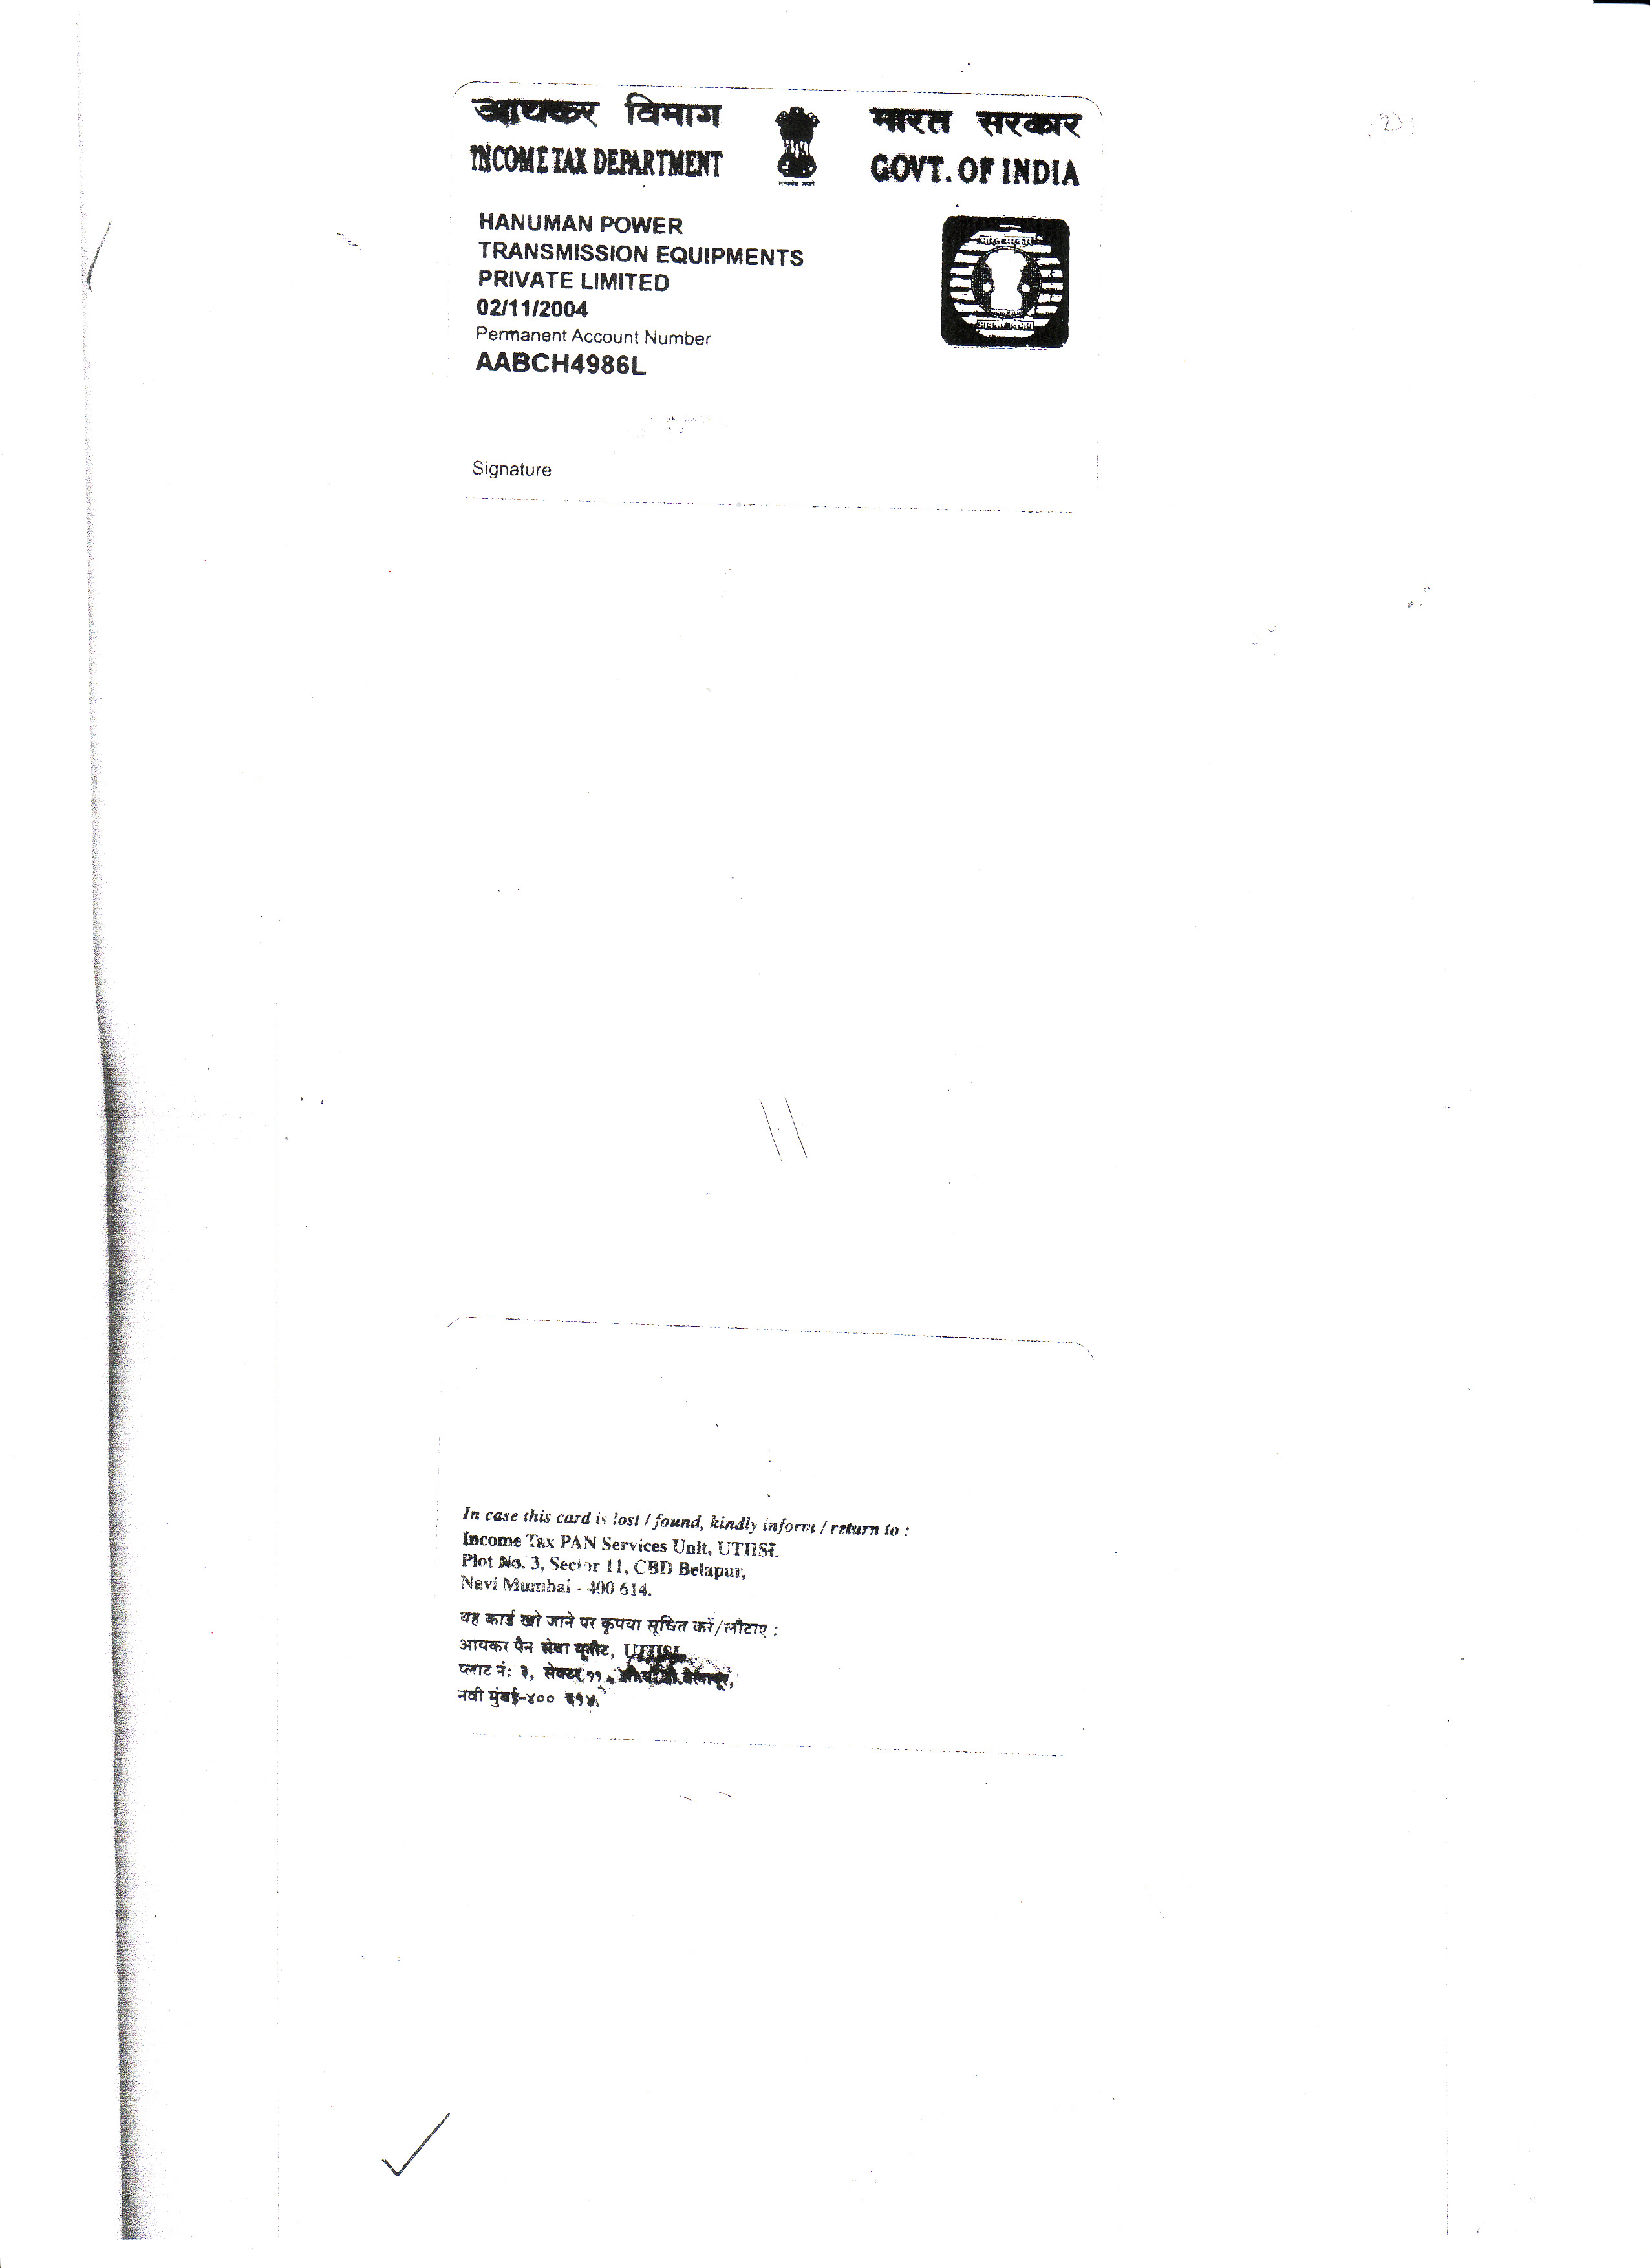 आयकर विभाग
INCOME TAX DEPARTMENT
भारत सरकार
GOVT. OF INDIA
HANUMAN POWER
TRANSMISSION EQUIPMENTS
PRIVATE LIMITED
02/11/2004
Permanent Account Number
AABCH4986L
भारत सरकार
आयकर विभाग
Signature
In case this card is lost / found, kindly inform / return to :
Income Tax PAN Services Unit, UTIISL
Plot No. 3, Sector 11, CBD Belapur,
Navi Mumbai - 400 614.
यह कार्ड खो जाने पर कृपया सूचित करें/लौटाए :
आयकर पैन सेवा यूनीट, UTIISL
प्लाट नं: ३, सेक्टर ११, सी.बी.डी.बेलापूर,
नवी मुंबई-४०० ६१४.